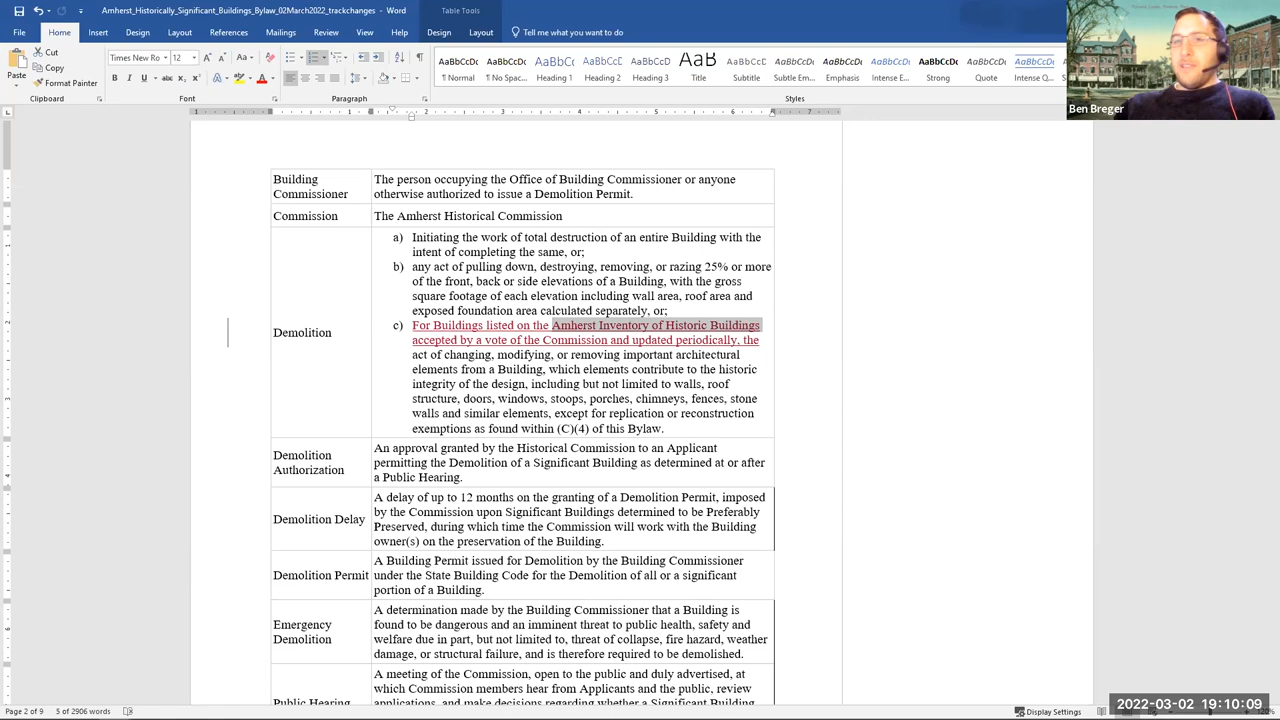 Amherst_Historically_Significant_Buildings_Bylaw_02March2022_trackchanges - Word
Table Tools
File Home Insert Draw Design Layout References Mailings Review View Help Design Layout Tell me what you want to do
Paste
Cut
Copy
Format Painter
Clipboard
Times New Ro 12
Font
Paragraph
¶ Normal
¶ No Spac...
Heading 1
Heading 2
Heading 3
Title
Subtitle
Subtle Em...
Emphasis
Intense E...
Strong
Quote
Intense Q...
Styles
Ben Breger
Building Commissioner
The person occupying the Office of Building Commissioner or anyone
otherwise authorized to issue a Demolition Permit.
Commission
The Amherst Historical Commission
Demolition
a) Initiating the work of total destruction of an entire Building with the
intent of completing the same, or;
b) any act of pulling down, destroying, removing, or razing 25% or more
of the front, back or side elevations of a Building, with the gross
square footage of each elevation including wall area, roof area and
exposed foundation area calculated separately, or;
c) For Buildings listed on the Amherst Inventory of Historic Buildings
accepted by a vote of the Commission and updated periodically, the
act of changing, modifying, or removing important architectural
elements from a Building, which elements contribute to the historic
integrity of the design, including but not limited to walls, roof
structure, doors, windows, stoops, porches, chimneys, fences, stone
walls and similar elements, except for replication or reconstruction
exemptions as found within (C)(4) of this Bylaw.
Demolition
Authorization
An approval granted by the Historical Commission to an Applicant
permitting the Demolition of a Significant Building as determined at or after
a Public Hearing.
Demolition Delay
A delay of up to 12 months on the granting of a Demolition Permit, imposed
by the Commission upon Significant Buildings determined to be Preferably
Preserved, during which time the Commission will work with the Building
owner(s) on the preservation of the Building.
Demolition Permit
A Building Permit issued for Demolition by the Building Commissioner
under the State Building Code for the Demolition of all or a significant
portion of a Building.
Emergency
Demolition
A determination made by the Building Commissioner that a Building is
found to be dangerous and an imminent threat to public health, safety and
welfare due in part, but not limited to, threat of collapse, fire hazard, weather
damage, or structural failure, and is therefore required to be demolished.
Public Hearing
A meeting of the Commission, open to the public and duly advertised, at
which Commission members hear from Applicants and the public, review
applications, and make decisions regarding whether a Significant Building
Page 2 of 9 5 of 2906 words
Display Settings
120%
2022-03-02 19:10:09